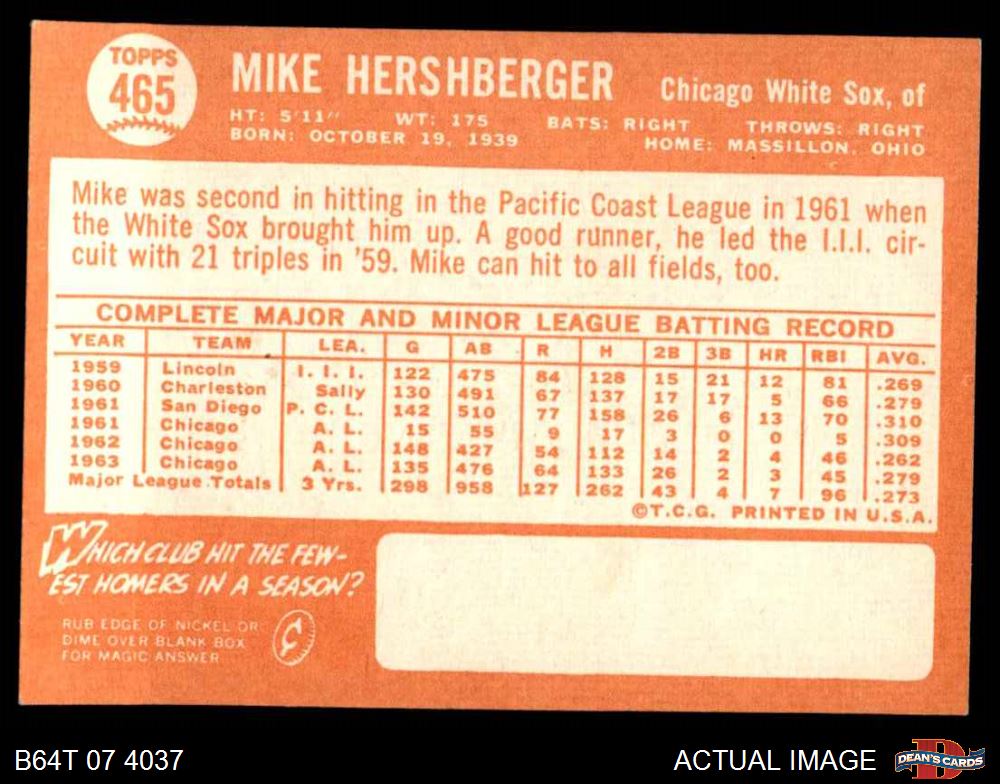 TOPPS
465
MIKE HERSHBERGER
Chicago White Sox, of
HT: 5'11" WT: 175 BATS: RIGHT THROWS: RIGHT
BORN: OCTOBER 19, 1939 HOME: MASSILLON, OHIO
Mike was second in hitting in the Pacific Coast League in 1961 when
the White Sox brought him up. A good runner, he led the I.I.I. cir-
cuit with 21 triples in '59. Mike can hit to all fields, too.
COMPLETE MAJOR AND MINOR LEAGUE BATTING RECORD
YEAR TEAM LEA. G AB R H 2B 3B HR RBI AVG.
1959 Lincoln I. I. I. 122 475 84 128 15 21 12 81 .269
1960 Charleston Sally 130 491 67 137 17 17 5 66 .279
1961 San Diego P. C. L. 142 510 77 158 26 6 13 70 .310
1961 Chicago A. L. 15 55 9 17 3 0 0 5 .309
1962 Chicago A. L. 148 427 54 112 14 2 4 46 .262
1963 Chicago A. L. 135 476 64 133 26 2 3 45 .279
Major League Totals 3 Yrs. 298 958 127 262 43 4 7 96 .273
©T.C.G. PRINTED IN U.S.A.
WHICH CLUB HIT THE FEW-
EST HOMERS IN A SEASON?
RUB EDGE OF NICKEL OR
DIME OVER BLANK BOX
FOR MAGIC ANSWER
¢
B64T 07 4037
ACTUAL IMAGE
D
DEAN'S CARDS